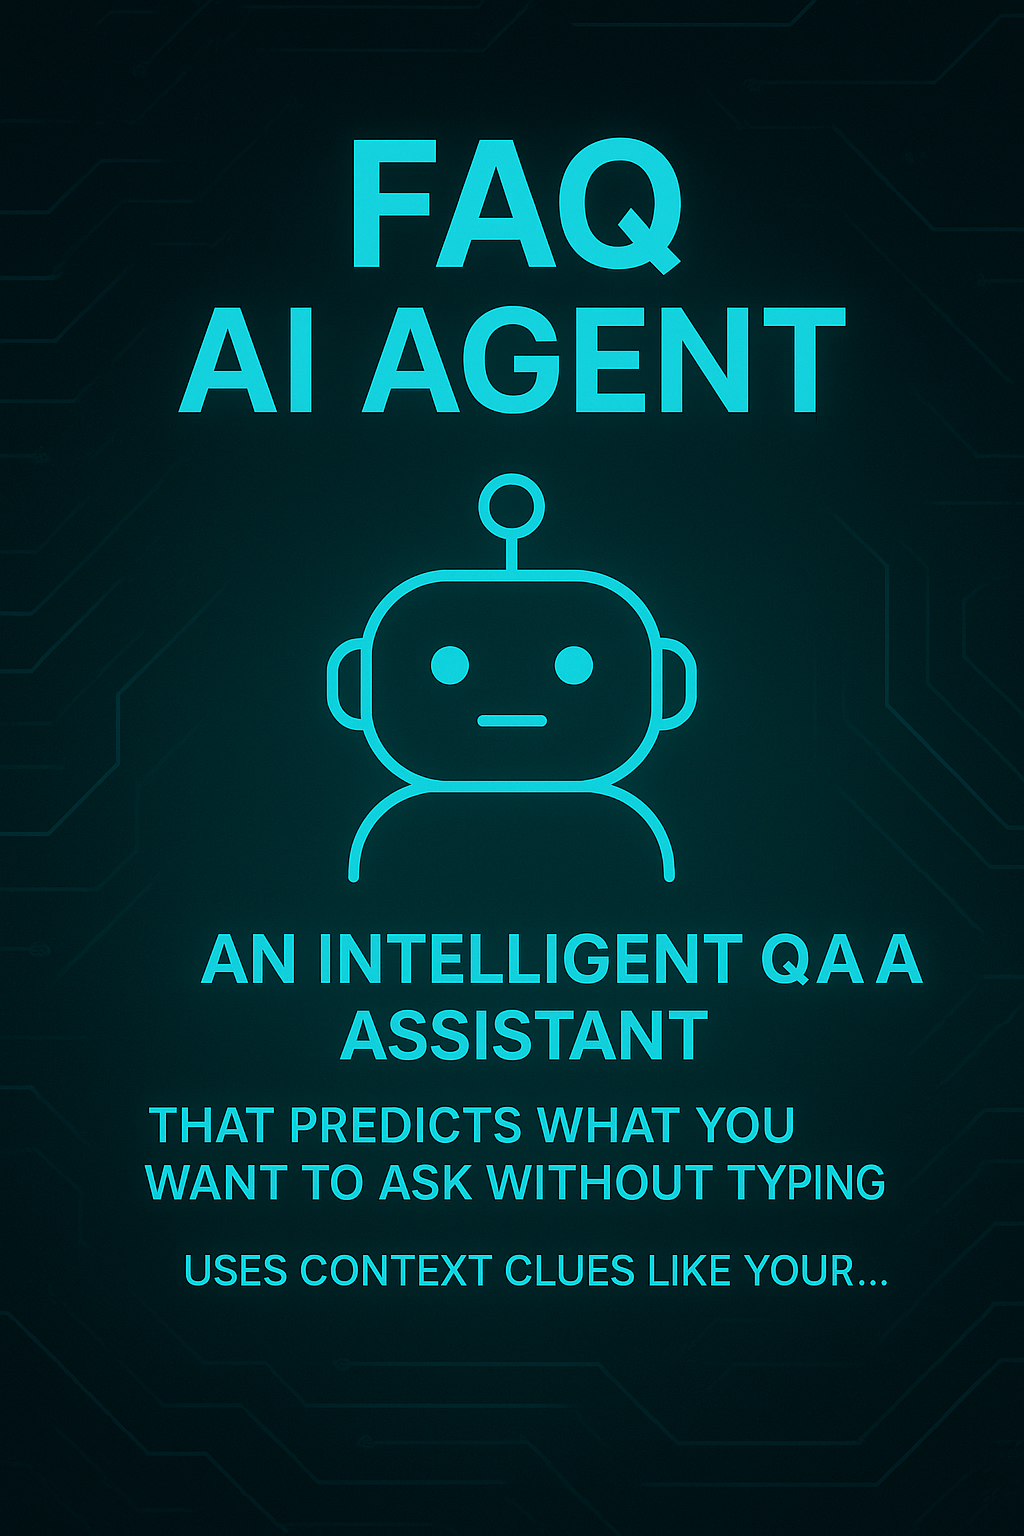 FAQ
AI AGENT
AN INTELLIGENT QA A
ASSISTANT
THAT PREDICTS WHAT YOU
WANT TO ASK WITHOUT TYPING
USES CONTEXT CLUES LIKE YOUR...